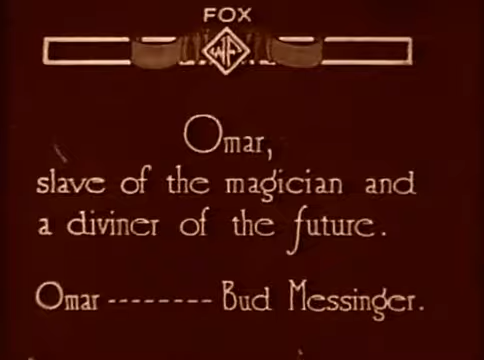 FOX
WF
Omar,
slave of the magician and
a diviner of the future.
Omar -------- Bud Messinger.